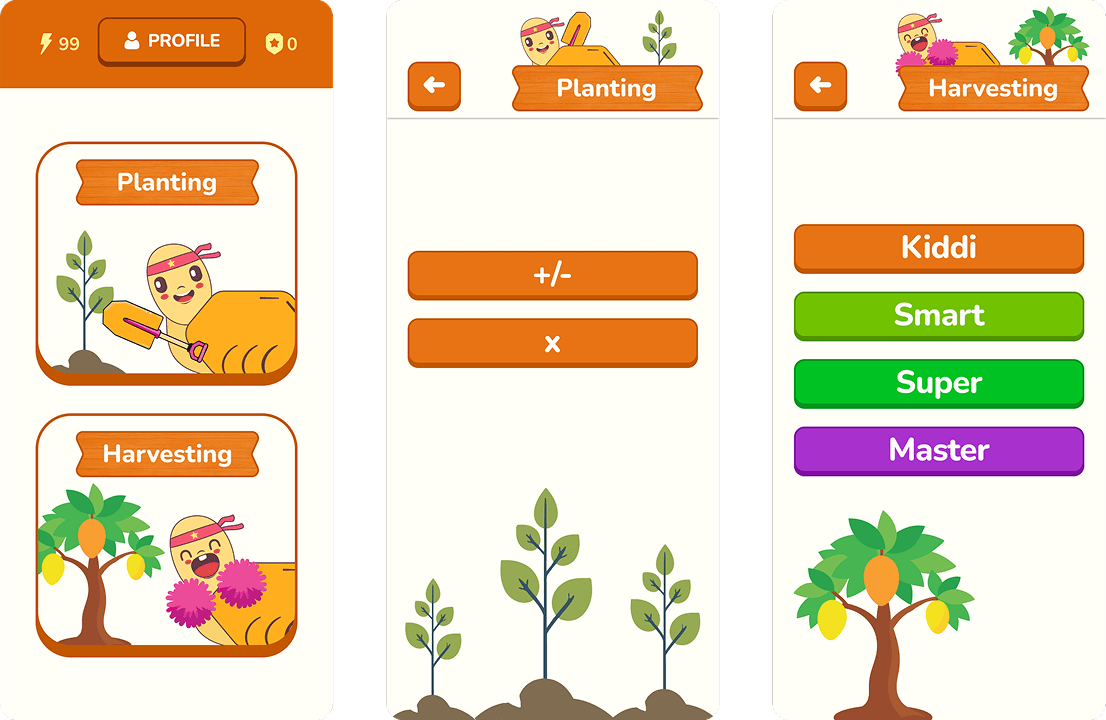 99
PROFILE
0
Planting
Harvesting
Planting
+/-
x
Harvesting
Kiddi
Smart
Super
Master